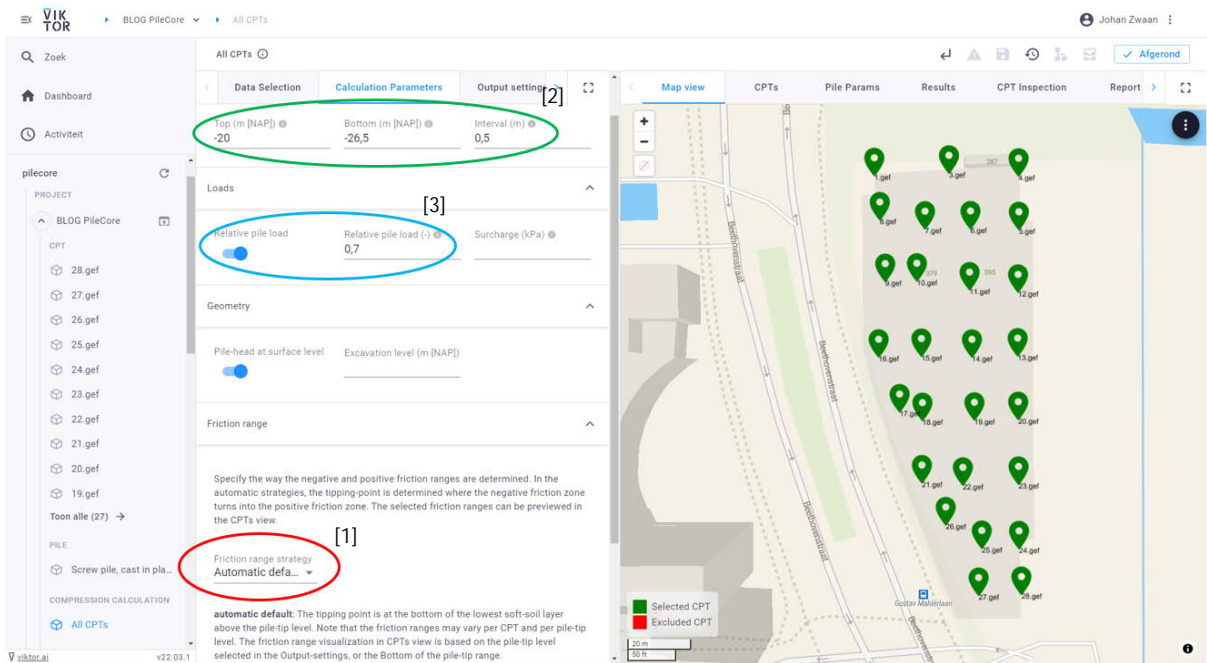 VIKTOR
BLOG PileCore
All CPTs
Johan Zwaan
Zoek
Dashboard
Activiteit
pilecore
PROJECT
BLOG PileCore
CPT
28.gef
27.gef
26.gef
25.gef
24.gef
23.gef
22.gef
21.gef
20.gef
19.gef
Toon alle (27)
PILE
Screw pile, cast in pla...
COMPRESSION CALCULATION
All CPTs
viktor.ai
v22.03.1
All CPTs
Afgerond
Data Selection
Calculation Parameters
Output settings
[2]
Top (m [NAP])
Bottom (m [NAP])
Interval (m)
-20
-26,5
0,5
Loads
[3]
Relative pile load
Relative pile load (-)
Surcharge (kPa)
0,7
Geometry
Pile-head at surface level
Excavation level (m [NAP])
Friction range
Specify the way the negative and positive friction ranges are determined. In the
automatic strategies, the tipping-point is determined where the negative friction zone
turns into the positive friction zone. The selected friction ranges can be previewed in
the CPTs view.
[1]
Friction range strategy
Automatic defa...
automatic default: The tipping point is at the bottom of the lowest soft-soil layer
above the pile-tip level. Note that the friction ranges may vary per CPT and per pile-tip
level. The friction range visualization in CPTs view is based on the pile-tip level
selected in the Output-settings, or the Bottom of the pile-tip range.
Map view
CPTs
Pile Params
Results
CPT Inspection
Report
+
−
287
1.gef
3.gef
4.gef
8.gef
7.gef
6.gef
5.gef
379
395
9.gef
10.gef
11.gef
12.gef
16.gef
15.gef
14.gef
13.gef
17.gef
18.gef
19.gef
20.gef
21.gef
22.gef
23.gef
26.gef
25.gef
24.gef
27.gef
28.gef
Beethovenstraat
Beethovenstraat
Beethovenstraat
Beethovenstraat
Gustav Mahlerlaan
Selected CPT
Excluded CPT
20 m
50 ft